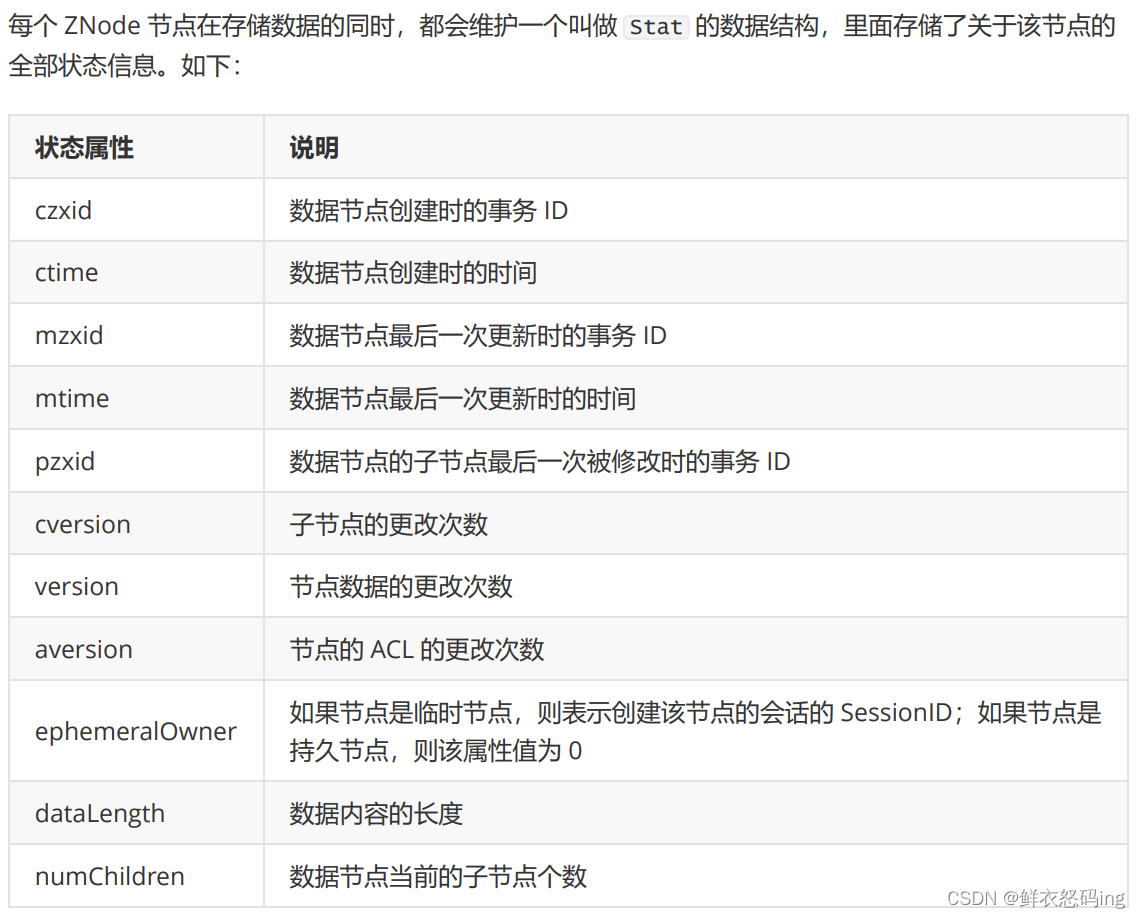 每个 ZNode 节点在存储数据的同时，都会维护一个叫做 Stat 的数据结构，里面存储了关于该节点的
全部状态信息。如下：
状态属性 说明
czxid 数据节点创建时的事务 ID
ctime 数据节点创建时的时间
mzxid 数据节点最后一次更新时的事务 ID
mtime 数据节点最后一次更新时的时间
pzxid 数据节点的子节点最后一次被修改时的事务 ID
cversion 子节点的更改次数
version 节点数据的更改次数
aversion 节点的 ACL 的更改次数
ephemeralOwner 如果节点是临时节点，则表示创建该节点的会话的 SessionID；如果节点是
持久节点，则该属性值为 0
dataLength 数据内容的长度
numChildren 数据节点当前的子节点个数
CSDN @鲜衣怒码ing